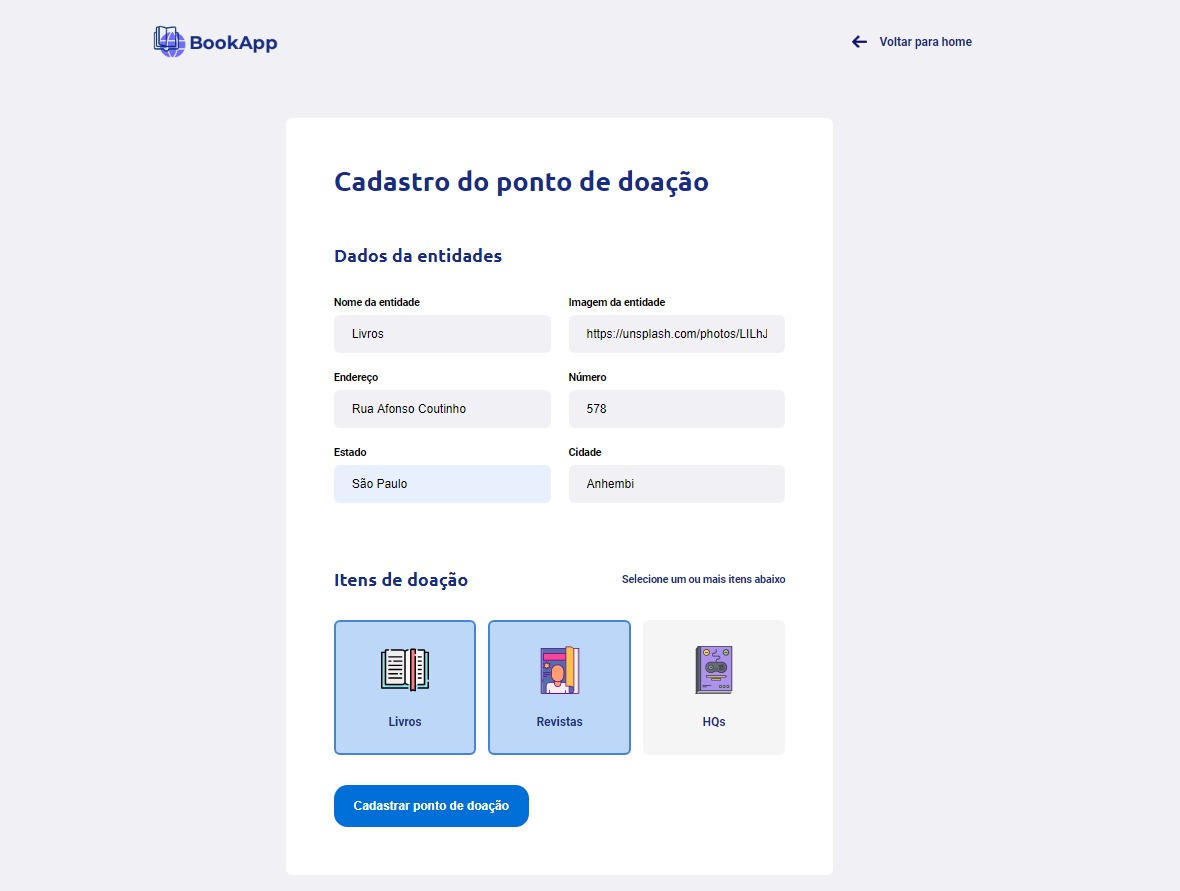 BookApp
Voltar para home
Cadastro do ponto de doação
Dados da entidades
Nome da entidade
Imagem da entidade
Livros
https://unsplash.com/photos/LILhJ
Endereço
Número
Rua Afonso Coutinho
578
Estado
Cidade
São Paulo
Anhembi
Itens de doação
Selecione um ou mais itens abaixo
Livros
Revistas
HQs
Cadastrar ponto de doação